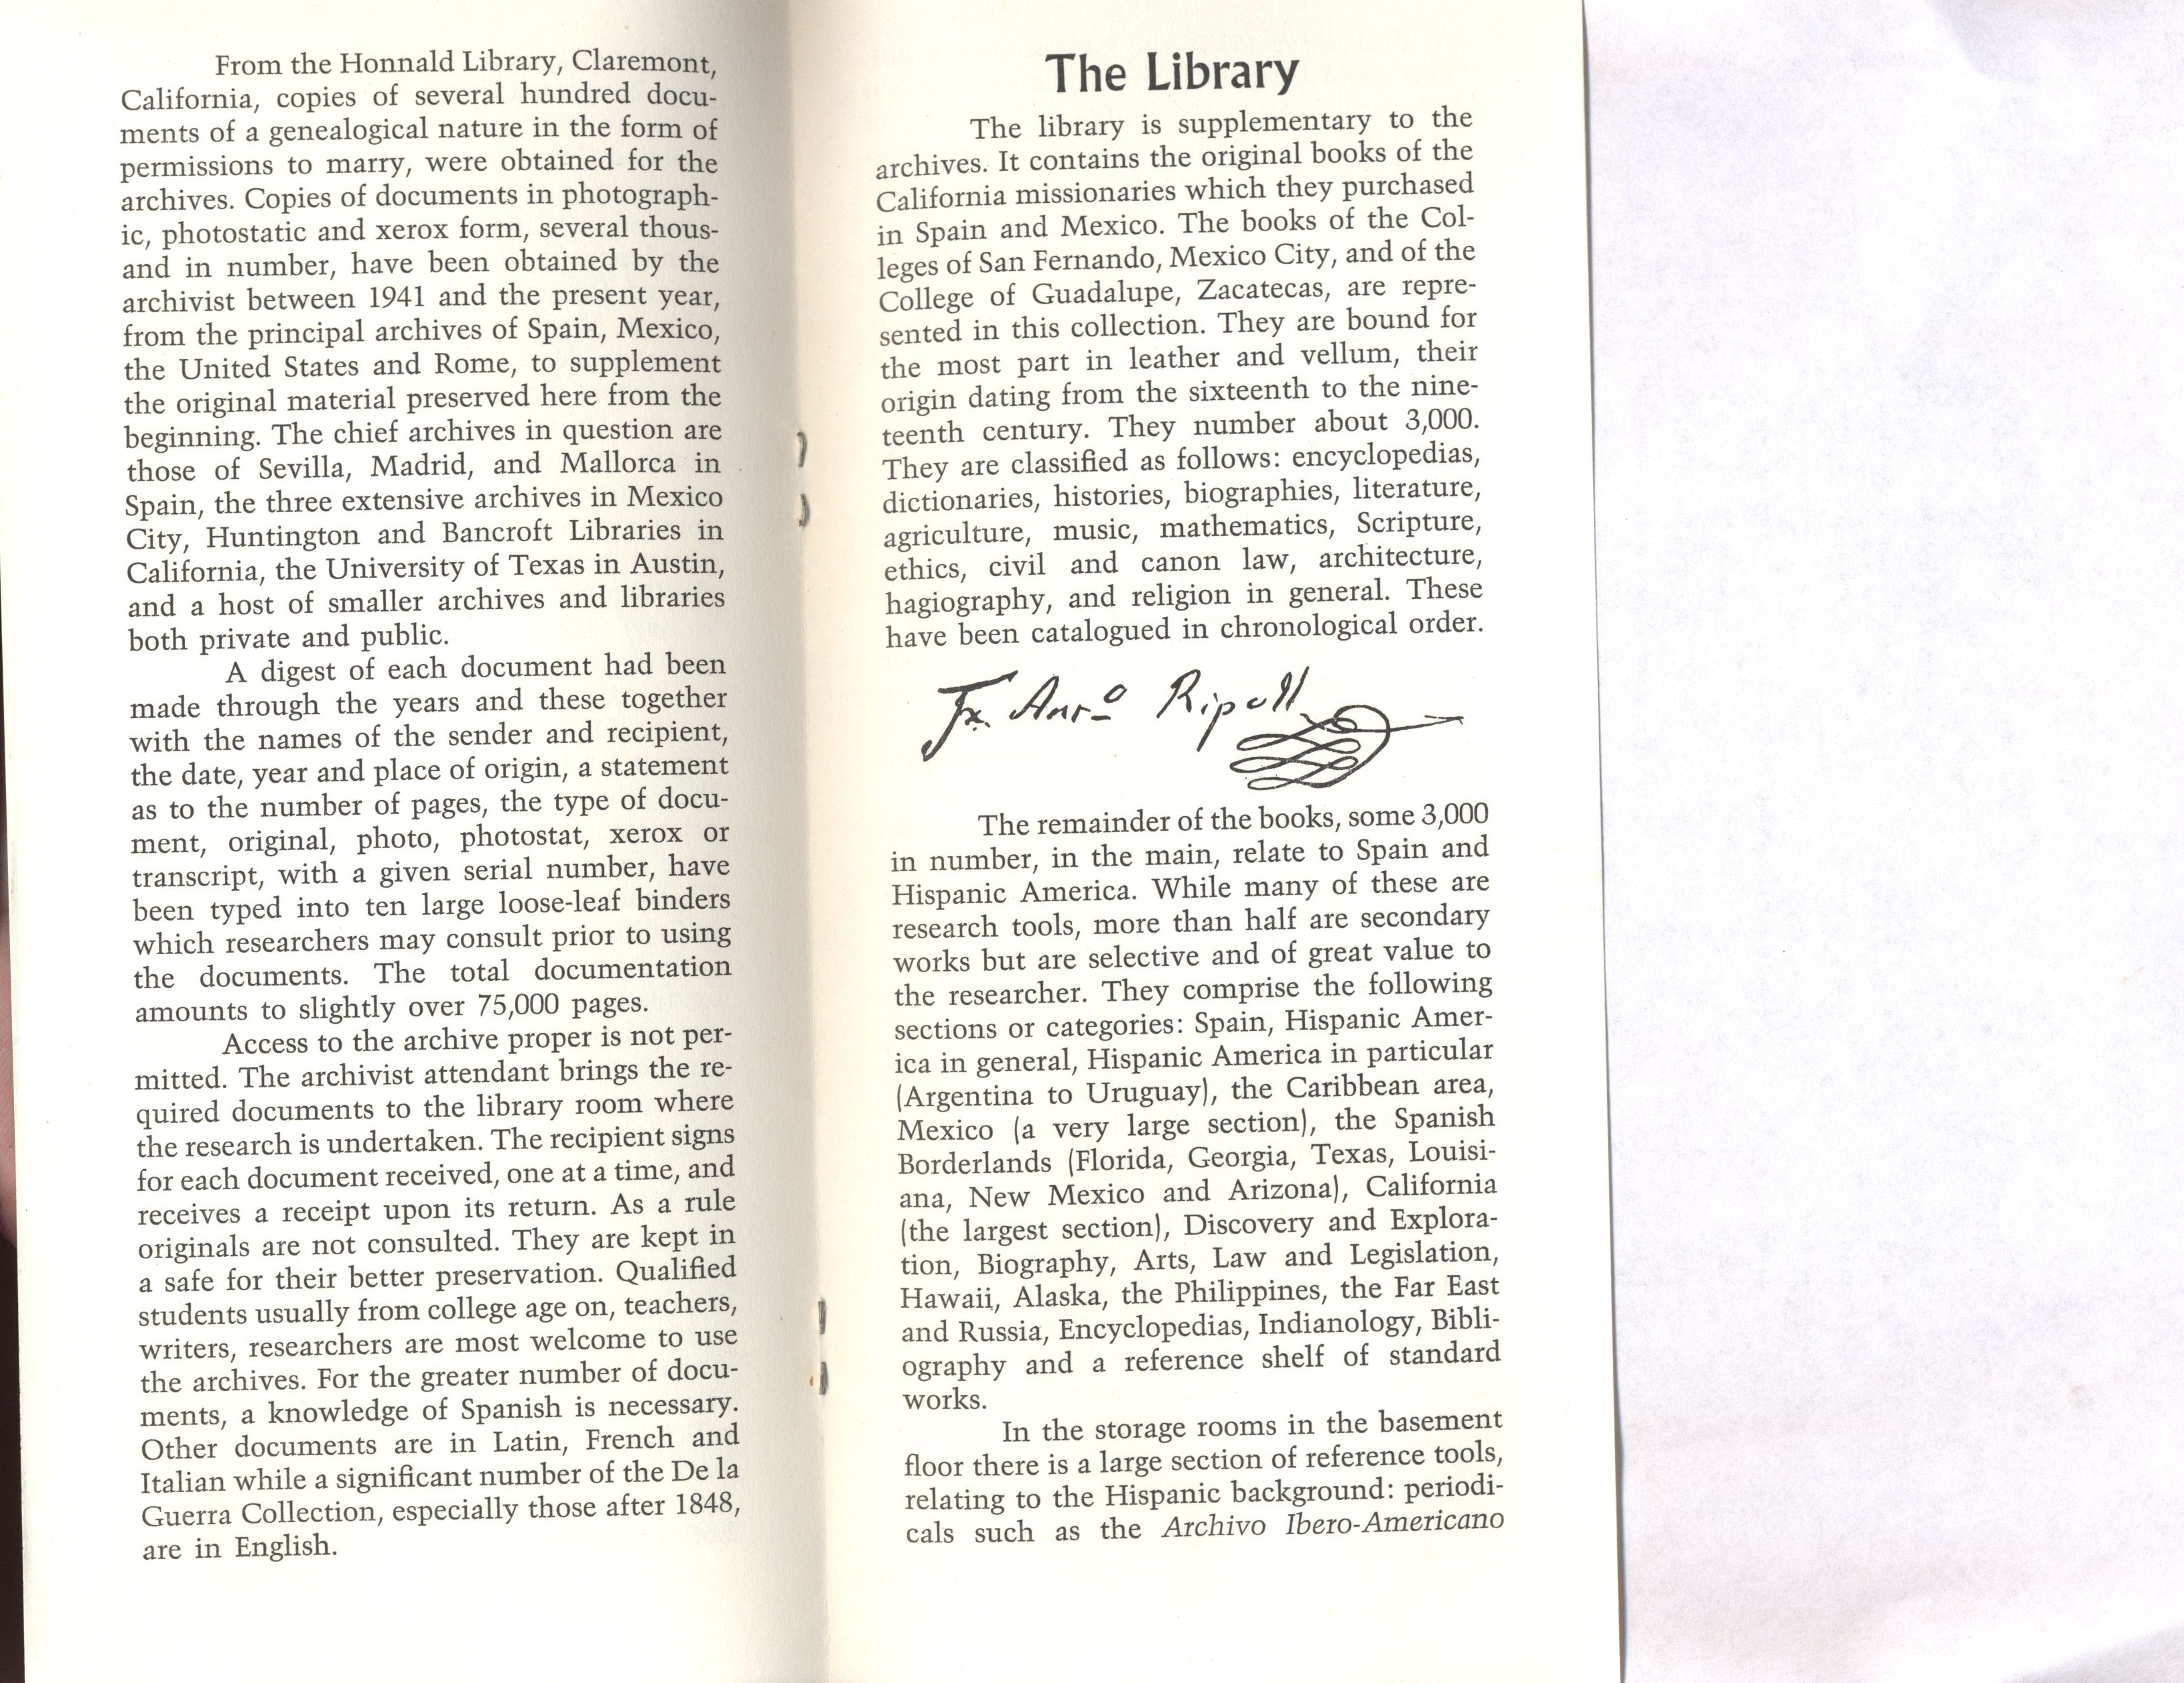 From the Honnald Library, Claremont,
California, copies of several hundred docu-
ments of a genealogical nature in the form of
permissions to marry, were obtained for the
archives. Copies of documents in photograph-
ic, photostatic and xerox form, several thous-
and in number, have been obtained by the
archivist between 1941 and the present year,
from the principal archives of Spain, Mexico,
the United States and Rome, to supplement
the original material preserved here from the
beginning. The chief archives in question are
those of Sevilla, Madrid, and Mallorca in
Spain, the three extensive archives in Mexico
City, Huntington and Bancroft Libraries in
California, the University of Texas in Austin,
and a host of smaller archives and libraries
both private and public.
A digest of each document had been
made through the years and these together
with the names of the sender and recipient,
the date, year and place of origin, a statement
as to the number of pages, the type of docu-
ment, original, photo, photostat, xerox or
transcript, with a given serial number, have
been typed into ten large loose-leaf binders
which researchers may consult prior to using
the documents. The total documentation
amounts to slightly over 75,000 pages.
Access to the archive proper is not per-
mitted. The archivist attendant brings the re-
quired documents to the library room where
the research is undertaken. The recipient signs
for each document received, one at a time, and
receives a receipt upon its return. As a rule
originals are not consulted. They are kept in
a safe for their better preservation. Qualified
students usually from college age on, teachers,
writers, researchers are most welcome to use
the archives. For the greater number of docu-
ments, a knowledge of Spanish is necessary.
Other documents are in Latin, French and
Italian while a significant number of the De la
Guerra Collection, especially those after 1848,
are in English.
The Library
The library is supplementary to the
archives. It contains the original books of the
California missionaries which they purchased
in Spain and Mexico. The books of the Col-
leges of San Fernando, Mexico City, and of the
College of Guadalupe, Zacatecas, are repre-
sented in this collection. They are bound for
the most part in leather and vellum, their
origin dating from the sixteenth to the nine-
teenth century. They number about 3,000.
They are classified as follows: encyclopedias,
dictionaries, histories, biographies, literature,
agriculture, music, mathematics, Scripture,
ethics, civil and canon law, architecture,
hagiography, and religion in general. These
have been catalogued in chronological order.
Fr. Anto Ripoll
The remainder of the books, some 3,000
in number, in the main, relate to Spain and
Hispanic America. While many of these are
research tools, more than half are secondary
works but are selective and of great value to
the researcher. They comprise the following
sections or categories: Spain, Hispanic Amer-
ica in general, Hispanic America in particular
(Argentina to Uruguay), the Caribbean area,
Mexico (a very large section), the Spanish
Borderlands (Florida, Georgia, Texas, Louisi-
ana, New Mexico and Arizona), California
(the largest section), Discovery and Explora-
tion, Biography, Arts, Law and Legislation,
Hawaii, Alaska, the Philippines, the Far East
and Russia, Encyclopedias, Indianology, Bibli-
ography and a reference shelf of standard
works.
In the storage rooms in the basement
floor there is a large section of reference tools,
relating to the Hispanic background: periodi-
cals such as the Archivo Ibero-Americano